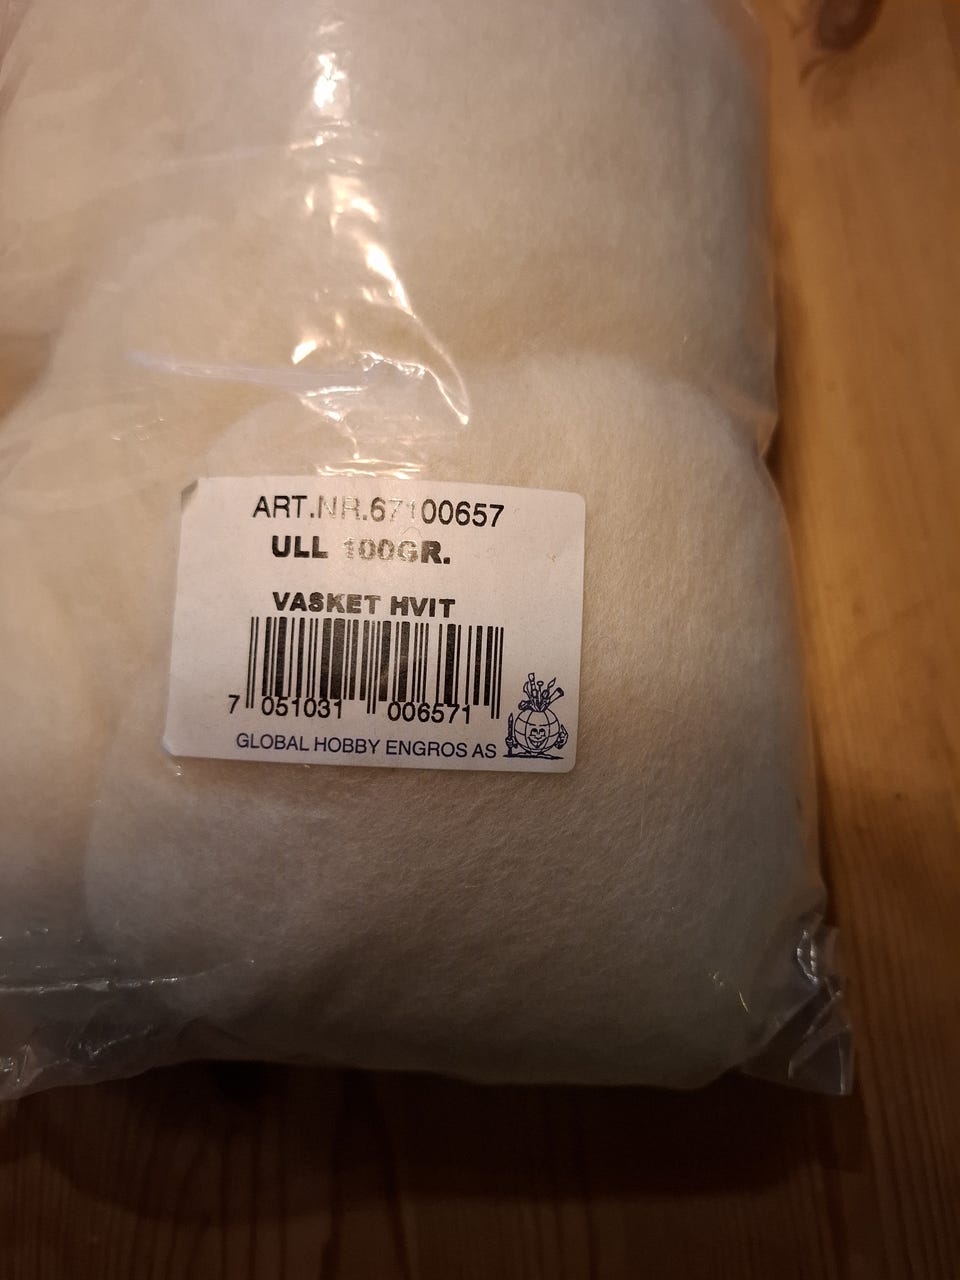 ART.NR.67100657
ULL 100GR.
VASKET HVIT
7 051031 006571
GLOBAL HOBBY ENGROS AS